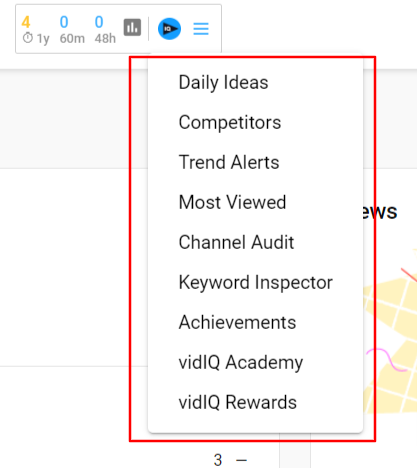 4 0 0
1y 60m 48h
IQ
Daily Ideas
Competitors
Trend Alerts
Most Viewed
Channel Audit
Keyword Inspector
Achievements
vidIQ Academy
vidIQ Rewards
ews
3 —